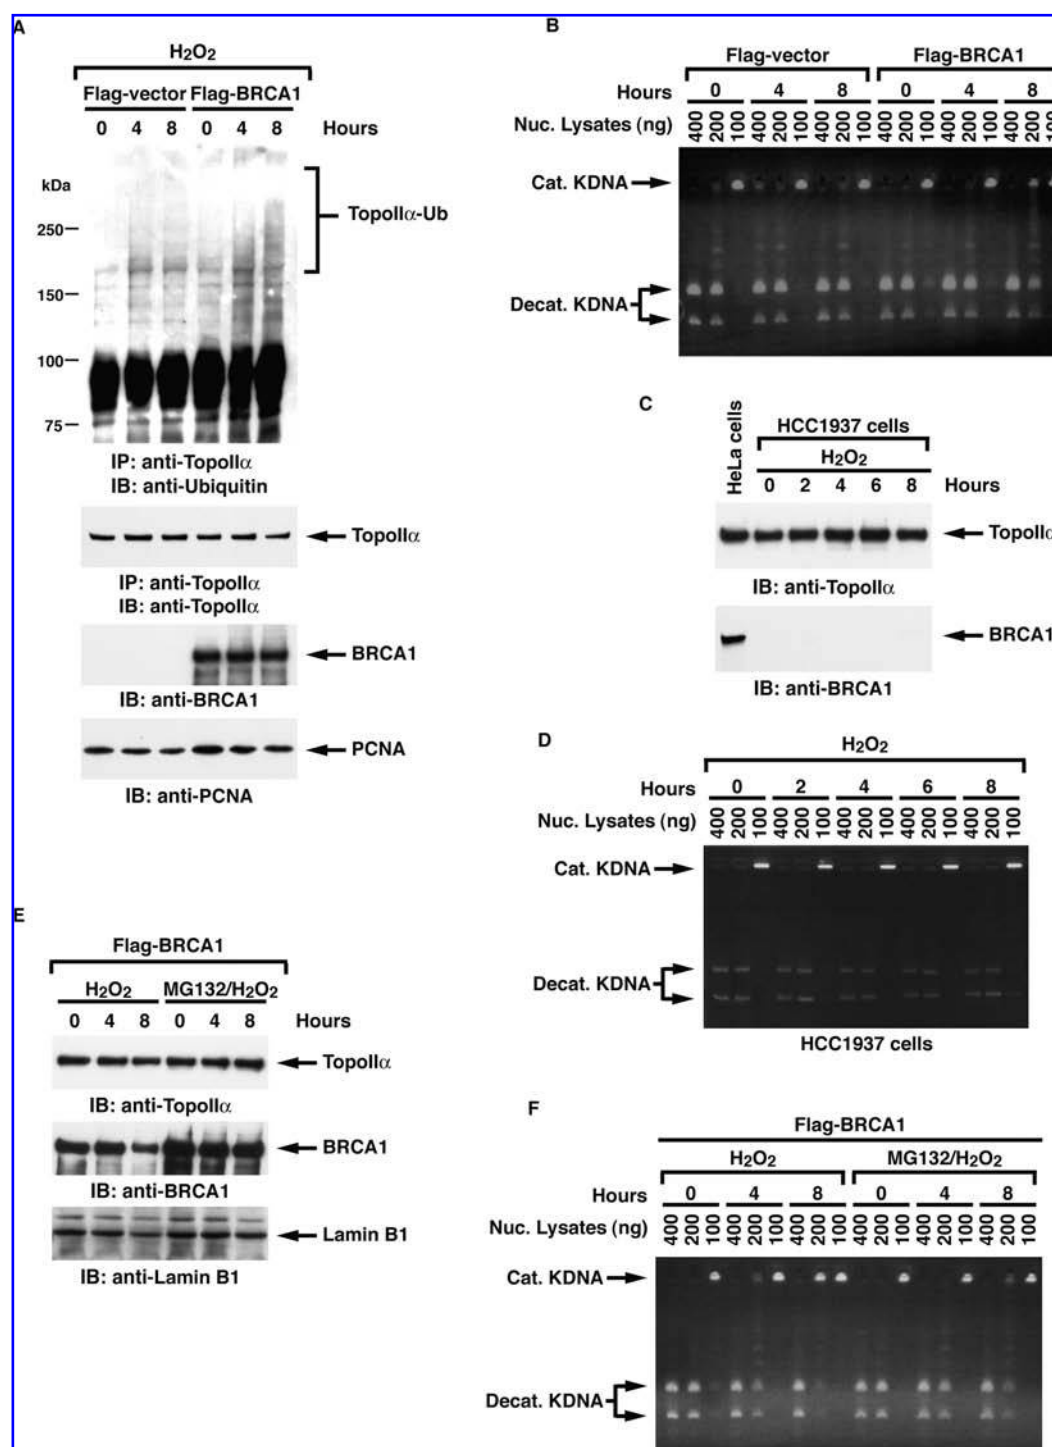 A
H2O2
Flag-vector Flag-BRCA1
0 4 8 0 4 8 Hours
kDa
250
150
100
75
TopoIIα-Ub
IP: anti-TopoIIα
IB: anti-Ubiquitin
TopoIIα
IP: anti-TopoIIα
IB: anti-TopoIIα
BRCA1
IB: anti-BRCA1
PCNA
IB: anti-PCNA
B
Flag-vector Flag-BRCA1
Hours 0 4 8 0 4 8
Nuc. Lysates (ng) 400 200 100 400 200 100 400 200 100 400 200 100 400 200 100 400 200 100
Cat. KDNA
Decat. KDNA
C
HeLa cells
HCC1937 cells
H2O2
0 2 4 6 8 Hours
TopoIIα
IB: anti-TopoIIα
BRCA1
IB: anti-BRCA1
D
H2O2
Hours 0 2 4 6 8
Nuc. Lysates (ng) 400 200 100 400 200 100 400 200 100 400 200 100 400 200 100
Cat. KDNA
Decat. KDNA
HCC1937 cells
E
Flag-BRCA1
H2O2 MG132/H2O2
0 4 8 0 4 8 Hours
TopoIIα
IB: anti-TopoIIα
BRCA1
IB: anti-BRCA1
Lamin B1
IB: anti-Lamin B1
F
Flag-BRCA1
H2O2 MG132/H2O2
Hours 0 4 8 0 4 8
Nuc. Lysates (ng) 400 200 100 400 200 100 400 200 100 400 200 100 400 200 100 400 200 100
Cat. KDNA
Decat. KDNA